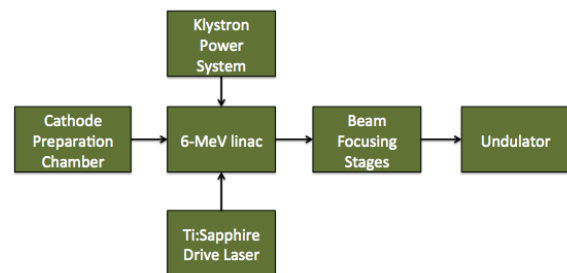 Klystron
Power
System
Cathode
Preparation
Chamber
6-MeV linac
Beam
Focusing
Stages
Undulator
Ti:Sapphire
Drive Laser